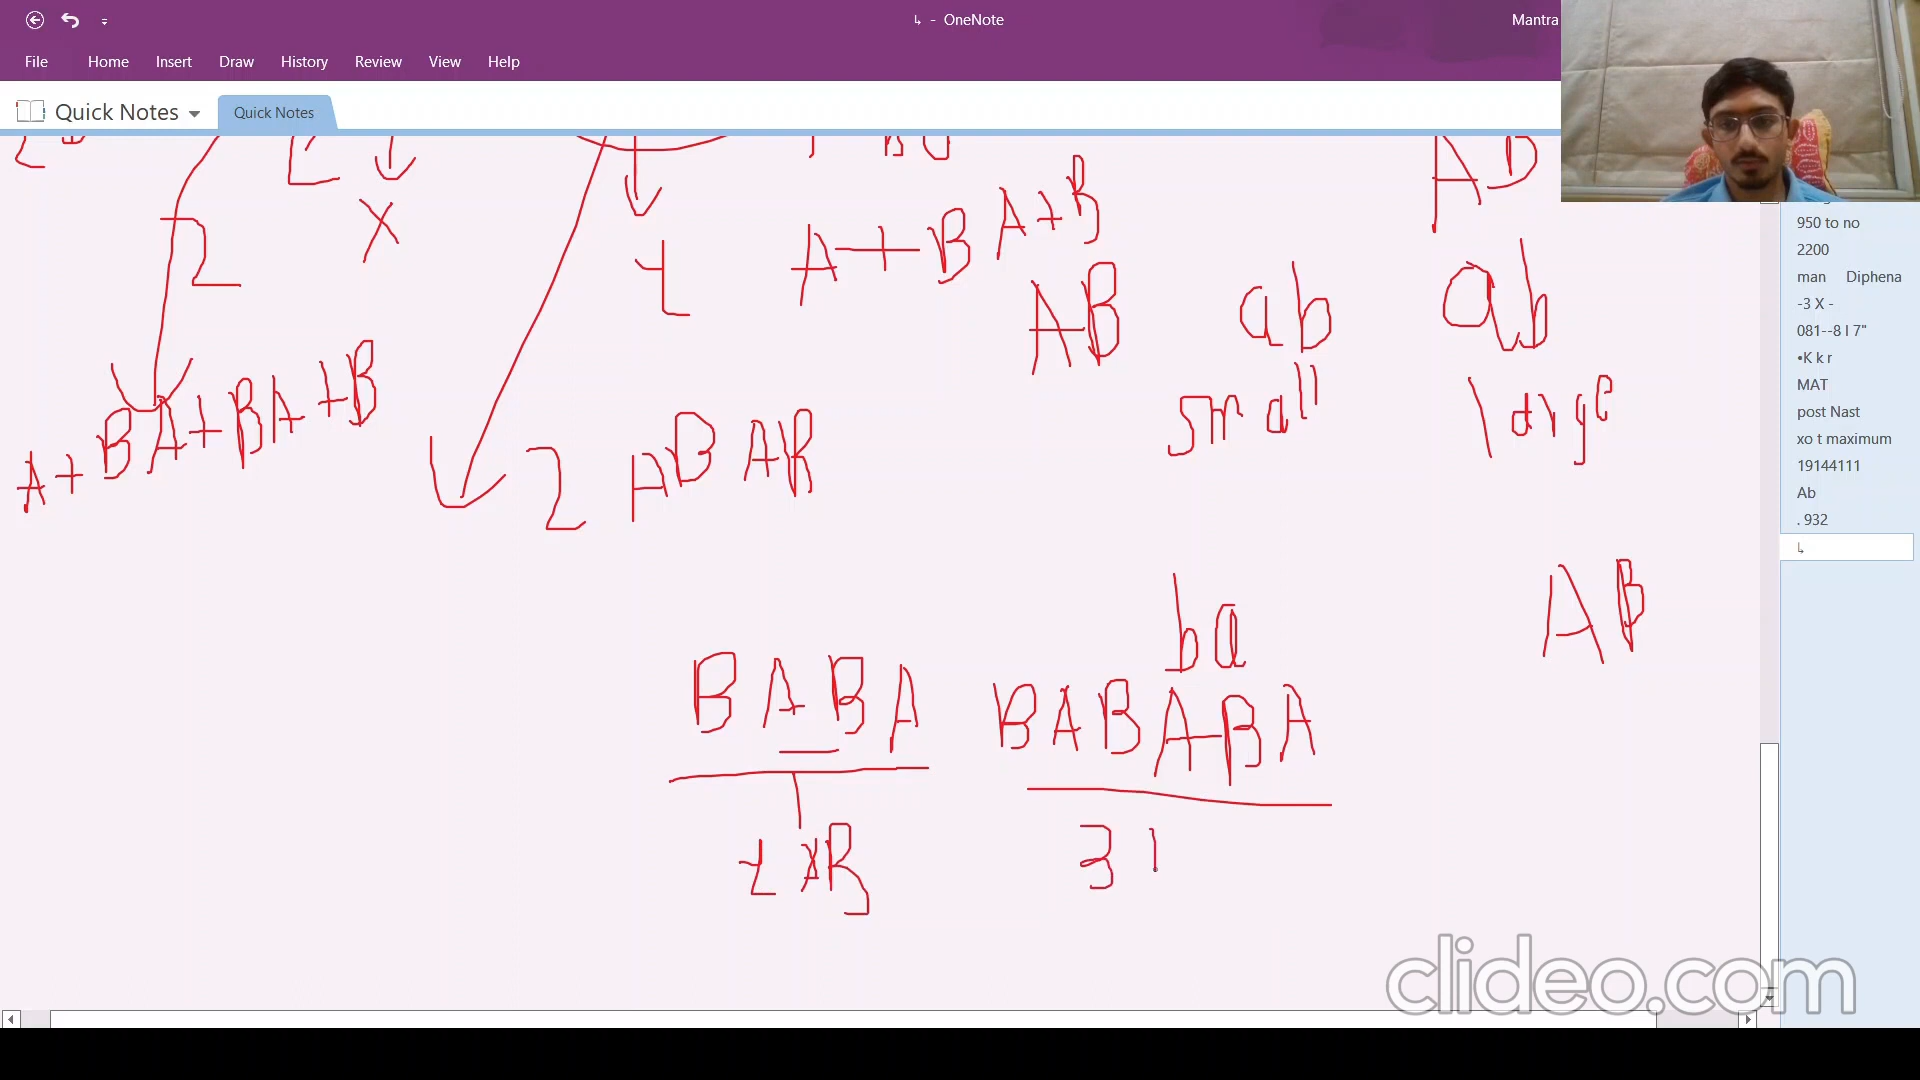 ↳ - OneNote
Mantra
File Home Insert Draw History Review View Help
Quick Notes
Quick Notes
950 to no
2200
man Diphena
-3 X -
081--8 I 7"
•K k r
MAT
post Nast
xo t maximum
19144111
Ab
. 932
↳
2
X
A+B A+B
AB
ab
ab
small
large
A+BA+BA++B
2 AB AB
AB
ba
BABA
BABABA
3
clideo.com